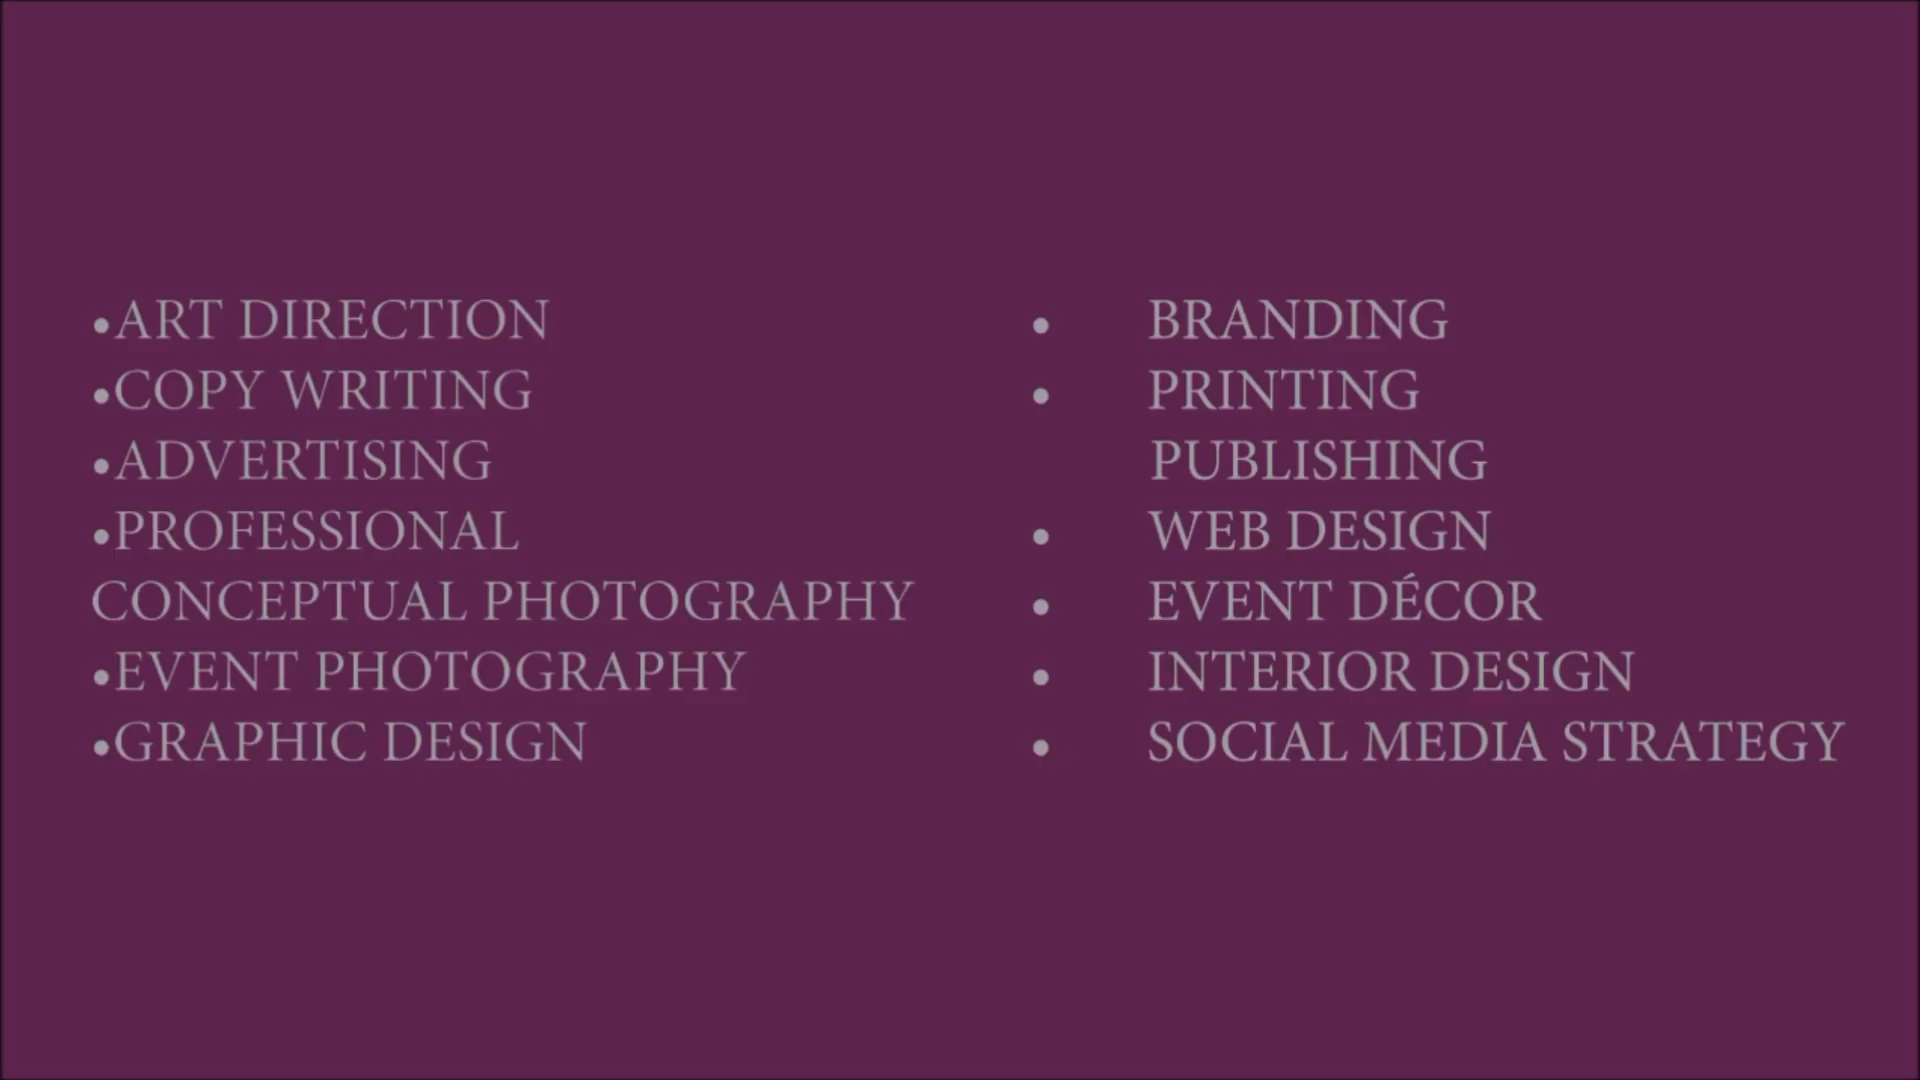 •ART DIRECTION
•COPY WRITING
•ADVERTISING
•PROFESSIONAL
CONCEPTUAL PHOTOGRAPHY
•EVENT PHOTOGRAPHY
•GRAPHIC DESIGN
• BRANDING
• PRINTING
PUBLISHING
• WEB DESIGN
• EVENT DÉCOR
• INTERIOR DESIGN
• SOCIAL MEDIA STRATEGY